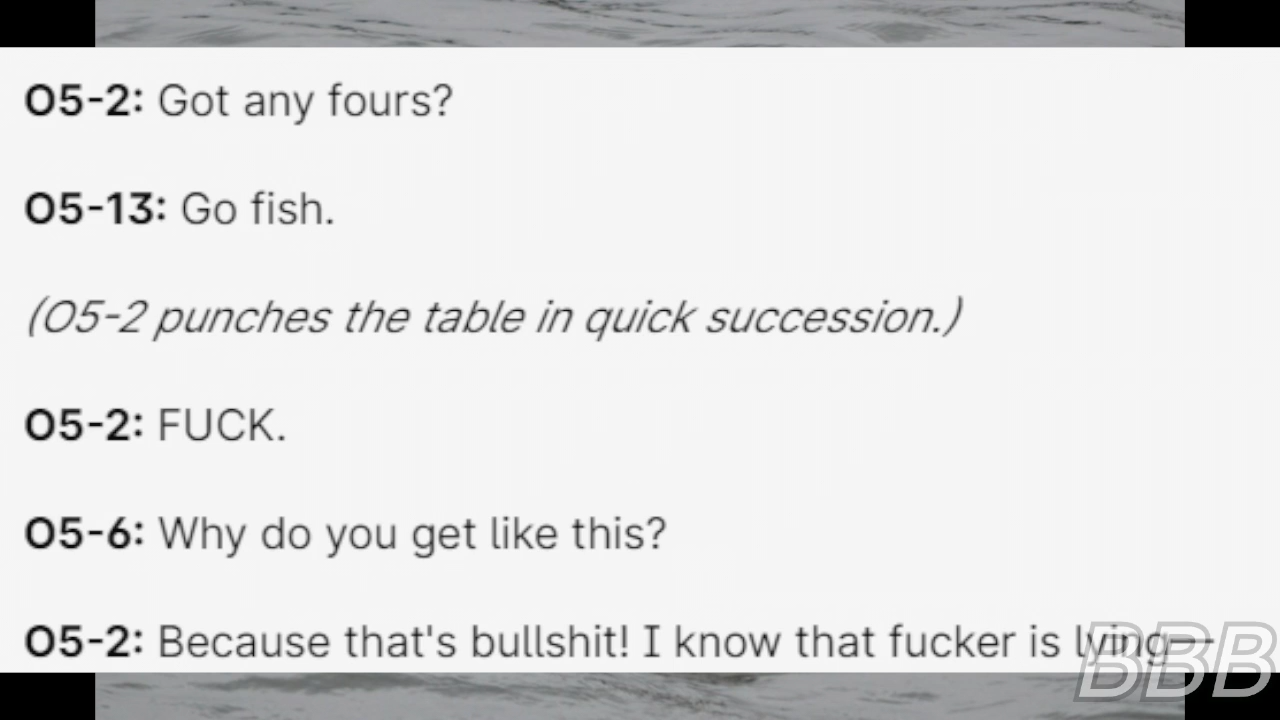 O5-2: Got any fours?
O5-13: Go fish.
(O5-2 punches the table in quick succession.)
O5-2: FUCK.
O5-6: Why do you get like this?
O5-2: Because that's bullshit! I know that fucker is lying—
BBB